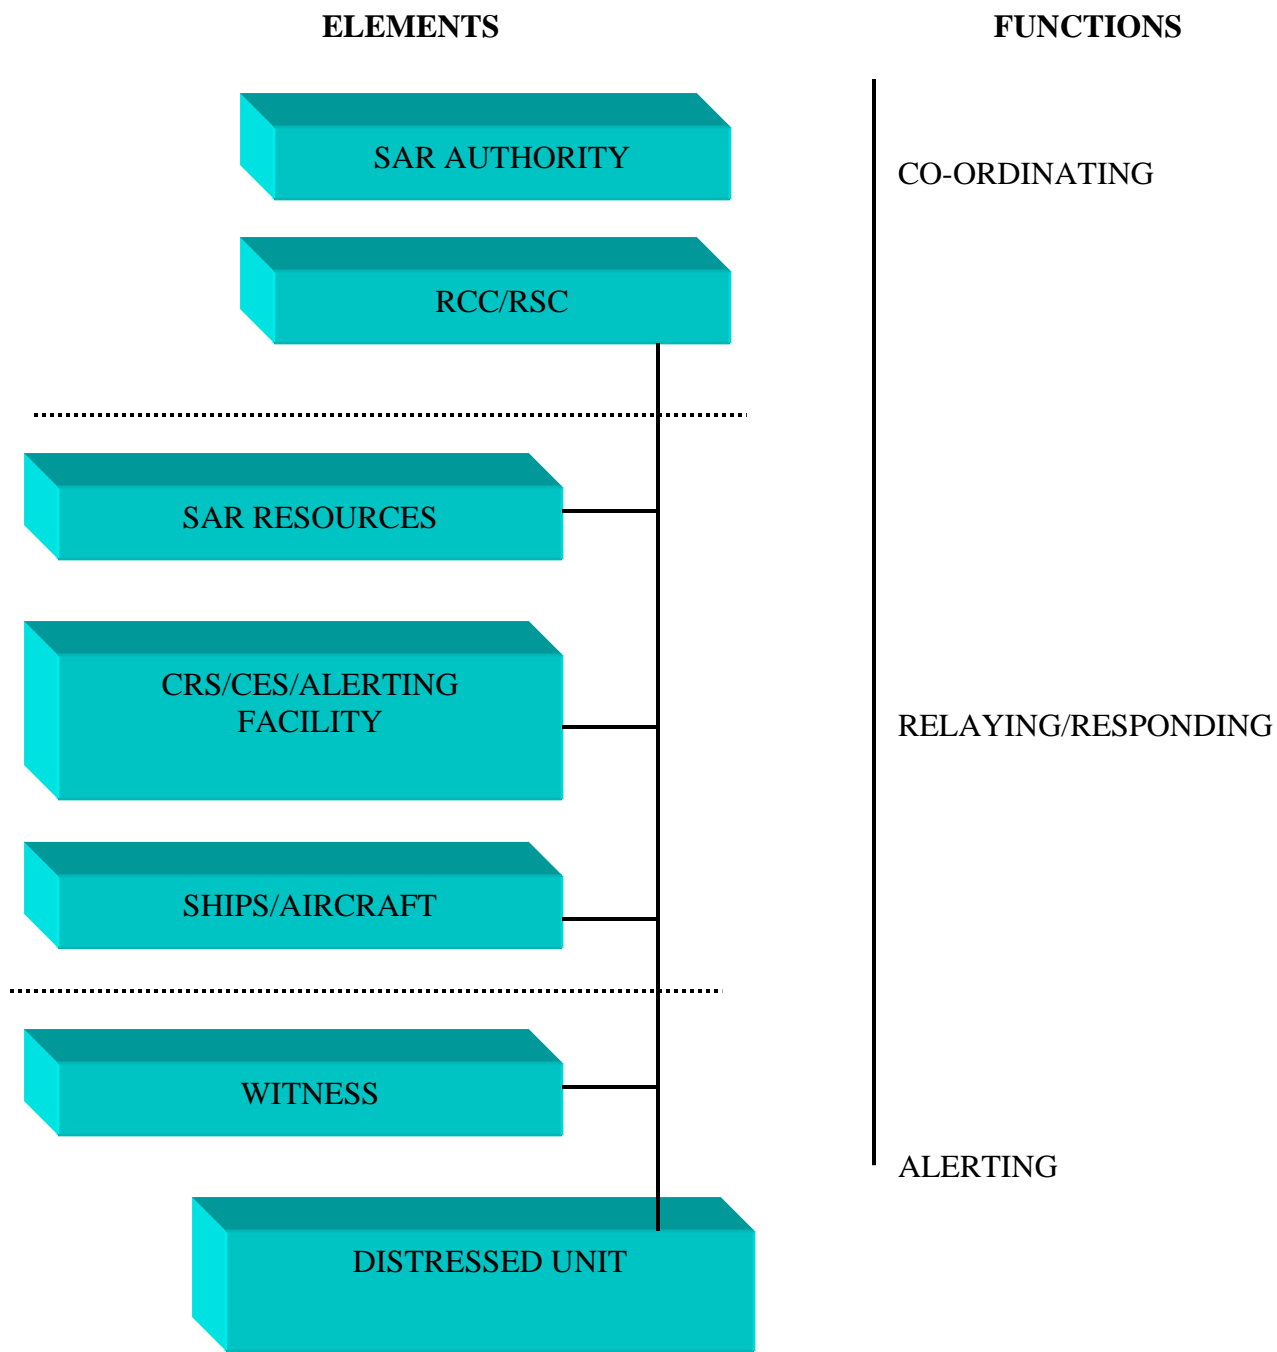 ELEMENTS
FUNCTIONS
SAR AUTHORITY
CO-ORDINATING
RCC/RSC
SAR RESOURCES
CRS/CES/ALERTING
FACILITY
RELAYING/RESPONDING
SHIPS/AIRCRAFT
WITNESS
ALERTING
DISTRESSED UNIT